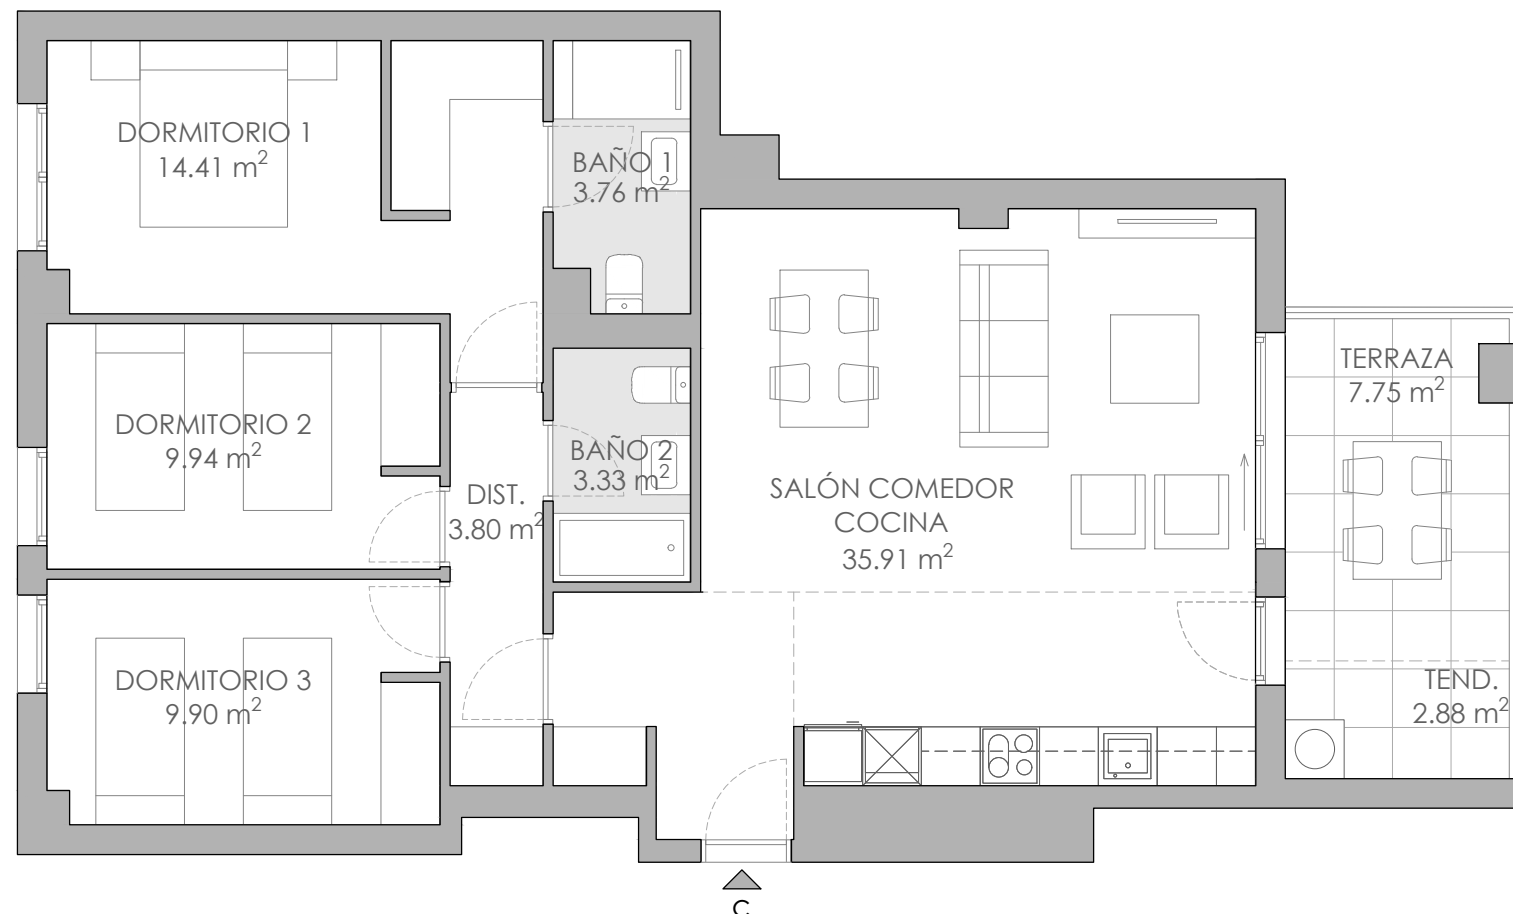 DORMITORIO 1
14.41 m²
BAÑO 1
3.76 m²
DORMITORIO 2
9.94 m²
BAÑO 2
3.33 m²
DIST.
3.80 m²
SALÓN COMEDOR
COCINA
35.91 m²
TERRAZA
7.75 m²
DORMITORIO 3
9.90 m²
TEND.
2.88 m²
C